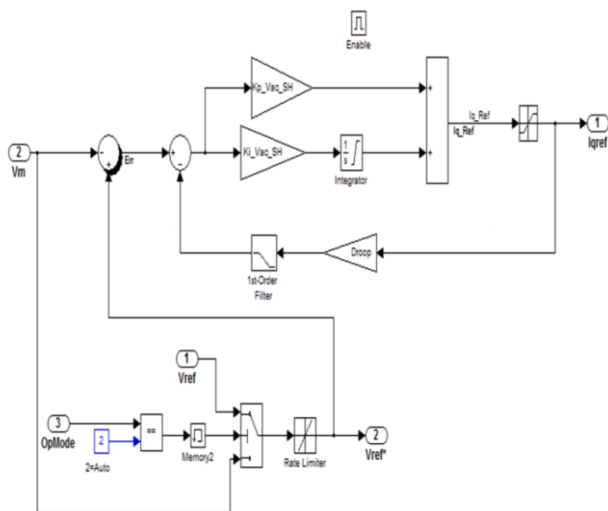 Enable
Kp_Vac_SH
+
Iq_Ref
Iq_Ref
1
Iqref
2
Vm
−
+
Err
+
−
Ki_Vac_SH
1
s
Integrator
+
Droop
1st-Order
Filter
1
Vref
3
OpMode
2
2=Auto
==
Memory2
Rate Limiter
2
Vref*